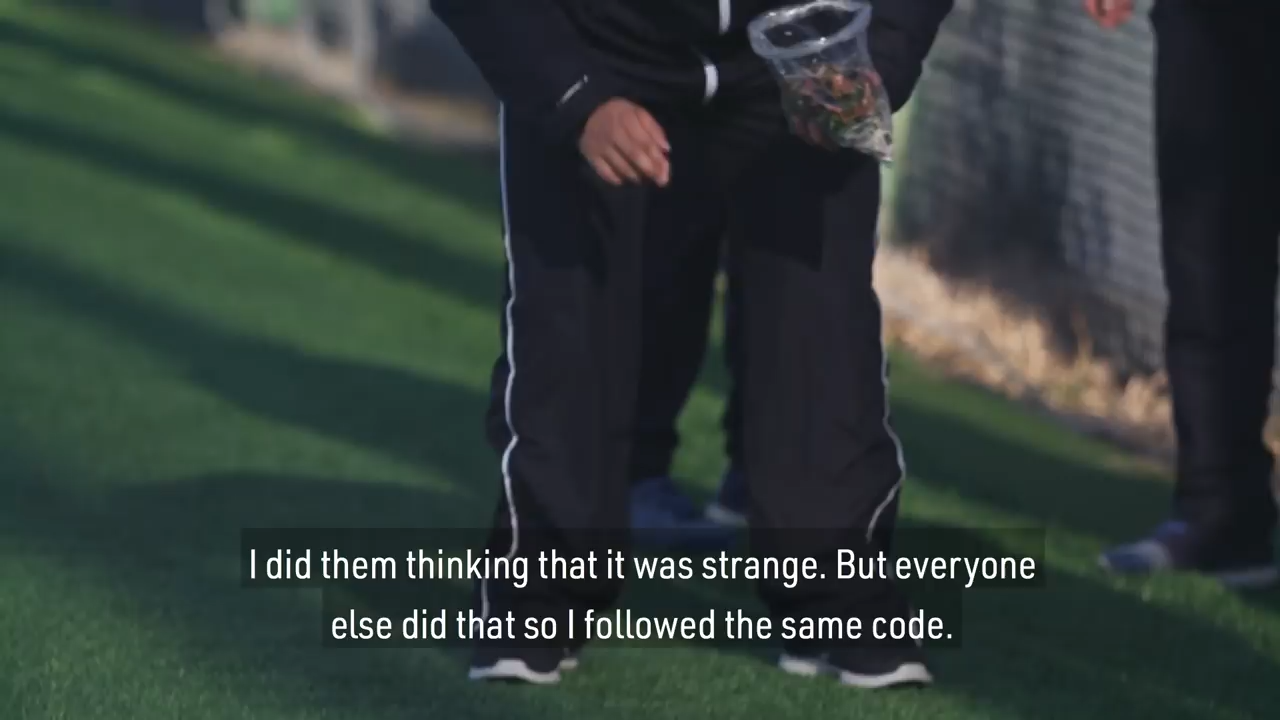 I did them thinking that it was strange. But everyone
else did that so I followed the same code.